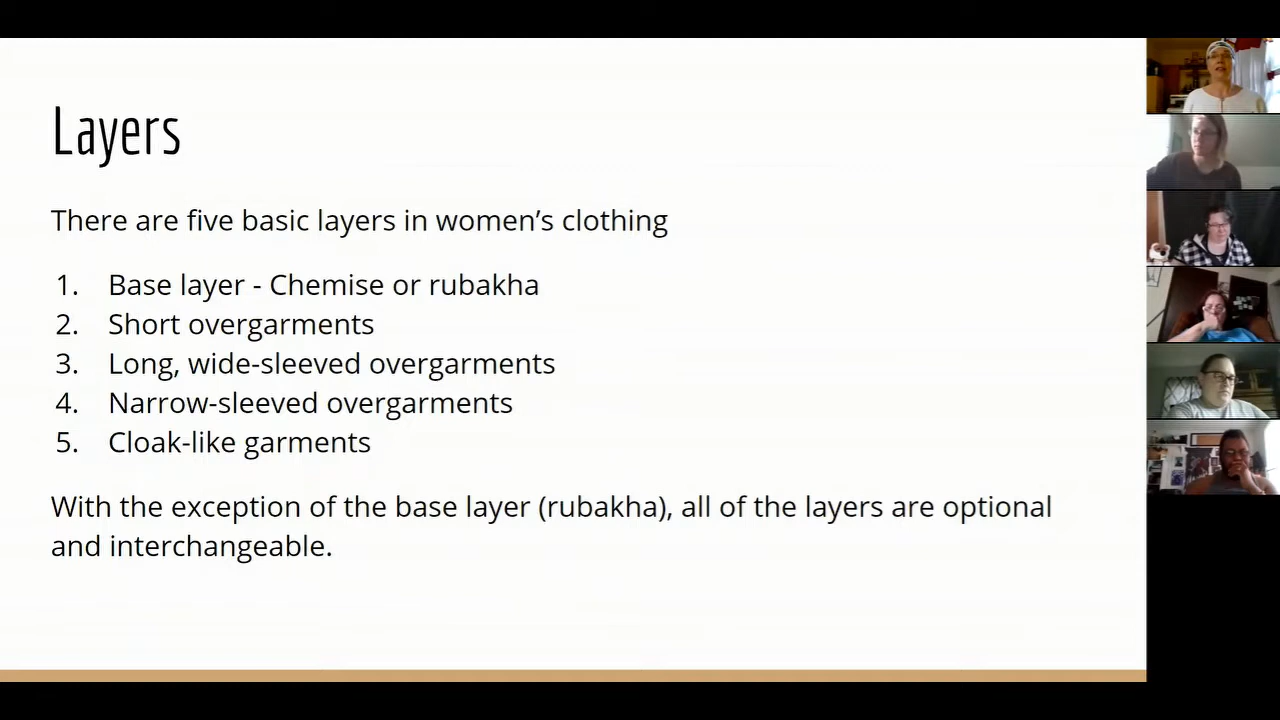 Layers
There are five basic layers in women’s clothing
1. Base layer - Chemise or rubakha
2. Short overgarments
3. Long, wide-sleeved overgarments
4. Narrow-sleeved overgarments
5. Cloak-like garments
With the exception of the base layer (rubakha), all of the layers are optional
and interchangeable.